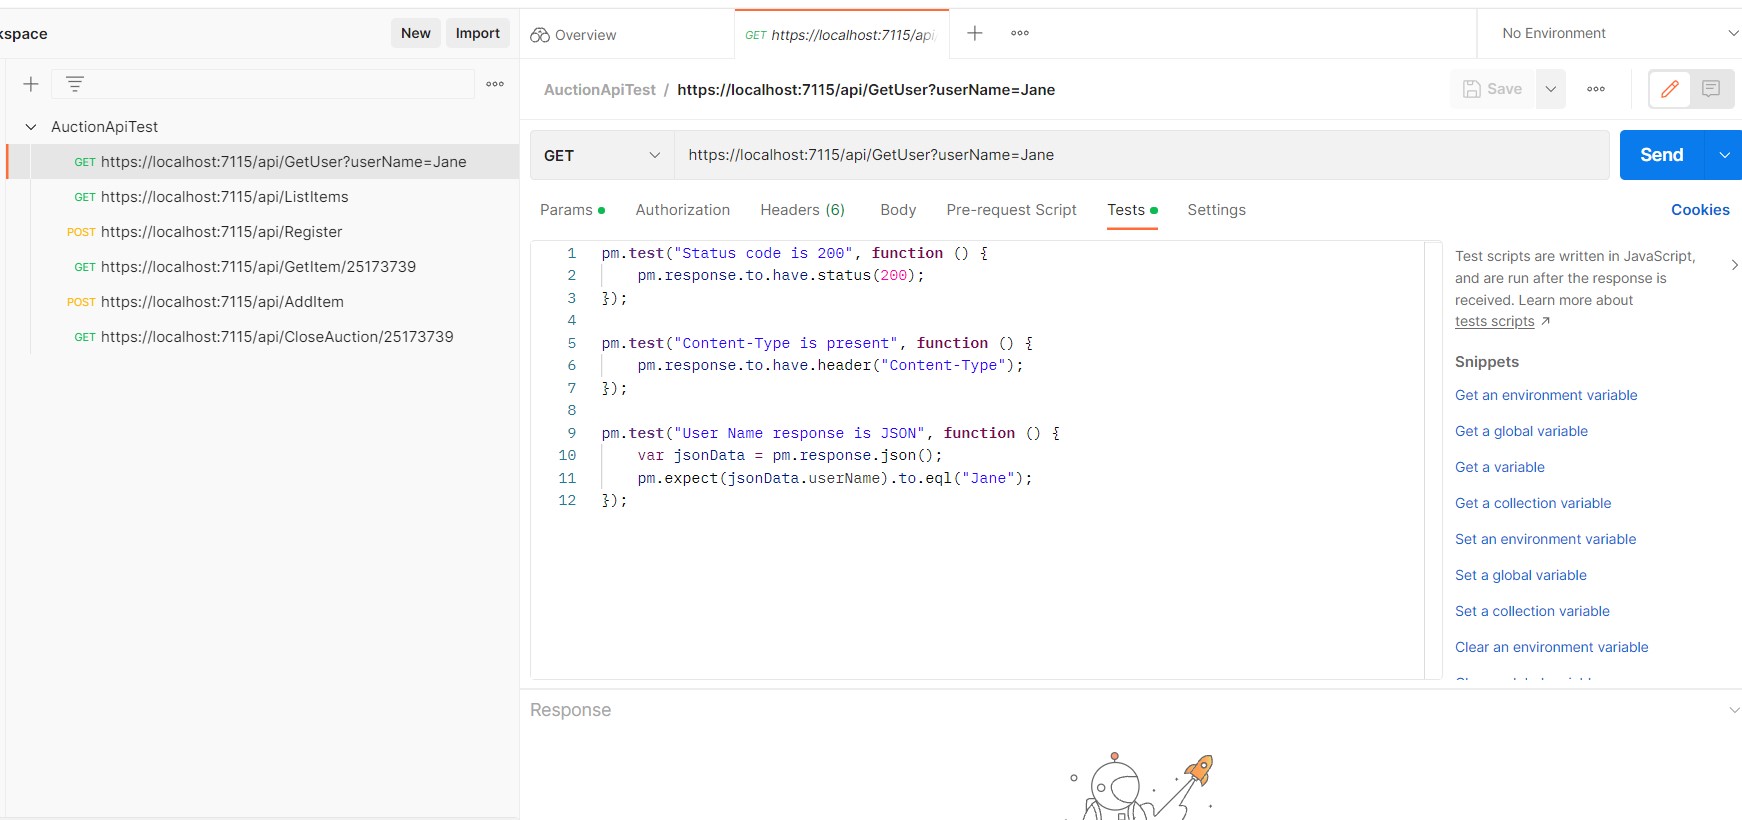 kspace
New
Import
AuctionApiTest
GET https://localhost:7115/api/GetUser?userName=Jane
GET https://localhost:7115/api/ListItems
POST https://localhost:7115/api/Register
GET https://localhost:7115/api/GetItem/25173739
POST https://localhost:7115/api/AddItem
GET https://localhost:7115/api/CloseAuction/25173739
Overview
GET https://localhost:7115/api/
No Environment
AuctionApiTest / https://localhost:7115/api/GetUser?userName=Jane
Save
GET
https://localhost:7115/api/GetUser?userName=Jane
Send
Params
Authorization
Headers (6)
Body
Pre-request Script
Tests
Settings
Cookies
1 pm.test("Status code is 200", function () {
2 pm.response.to.have.status(200);
3 });
4
5 pm.test("Content-Type is present", function () {
6 pm.response.to.have.header("Content-Type");
7 });
8
9 pm.test("User Name response is JSON", function () {
10 var jsonData = pm.response.json();
11 pm.expect(jsonData.userName).to.eql("Jane");
12 });
Test scripts are written in JavaScript,
and are run after the response is
received. Learn more about
tests scripts ↗
Snippets
Get an environment variable
Get a global variable
Get a variable
Get a collection variable
Set an environment variable
Set a global variable
Set a collection variable
Clear an environment variable
Response